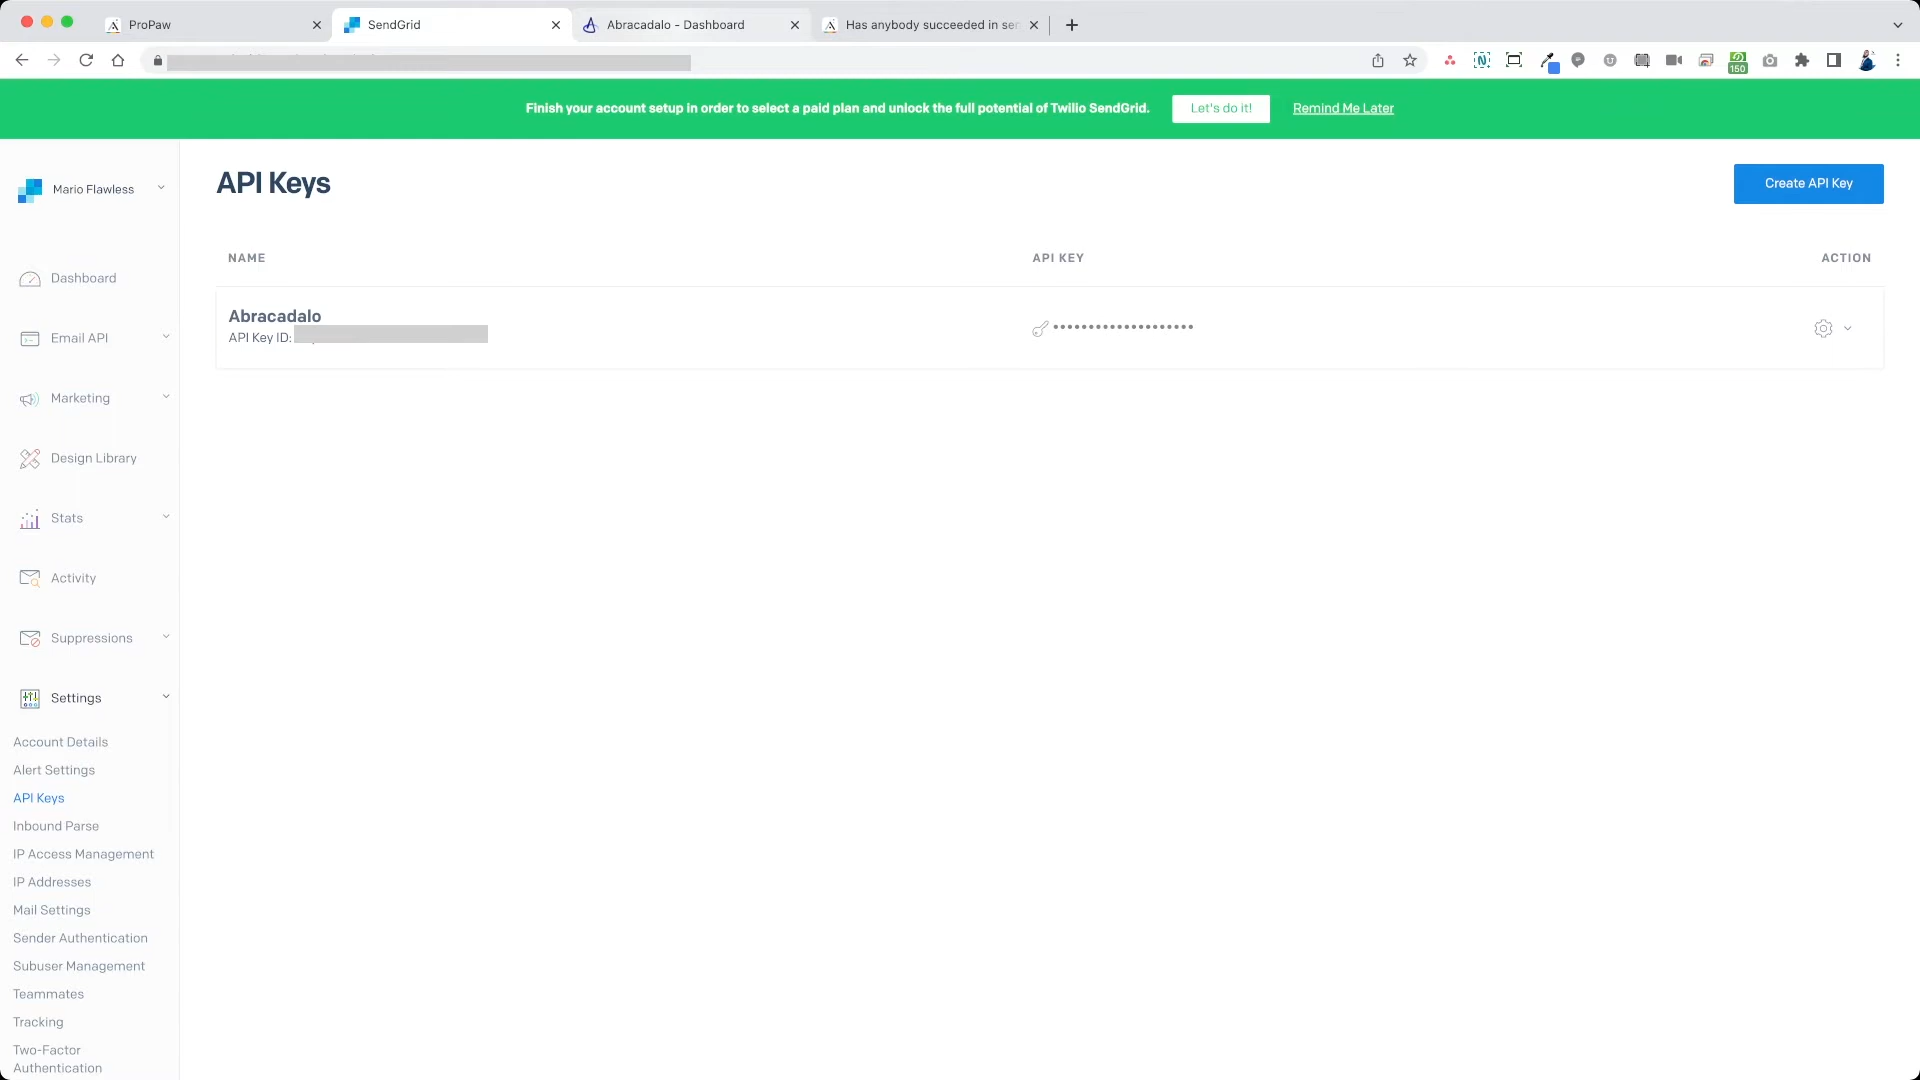 ProPaw
SendGrid
Abracadalo - Dashboard
Has anybody succeeded in sen
150
Finish your account setup in order to select a paid plan and unlock the full potential of Twilio SendGrid.
Let's do it!
Remind Me Later
Mario Flawless
API Keys
Create API Key
NAME
API KEY
ACTION
Abracadalo
API Key ID:
••••••••••••••••••••
Dashboard
Email API
Marketing
Design Library
Stats
Activity
Suppressions
Settings
Account Details
Alert Settings
API Keys
Inbound Parse
IP Access Management
IP Addresses
Mail Settings
Sender Authentication
Subuser Management
Teammates
Tracking
Two-Factor
Authentication